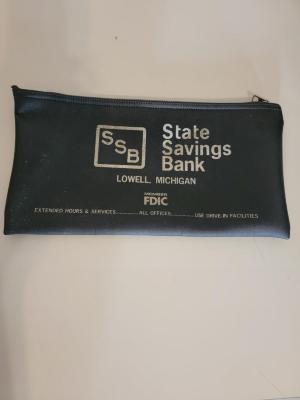 SSB
State
Savings
Bank
LOWELL, MICHIGAN
MEMBER
FDIC
EXTENDED HOURS & SERVICES............ALL OFFICES............USE DRIVE-IN FACILITIES